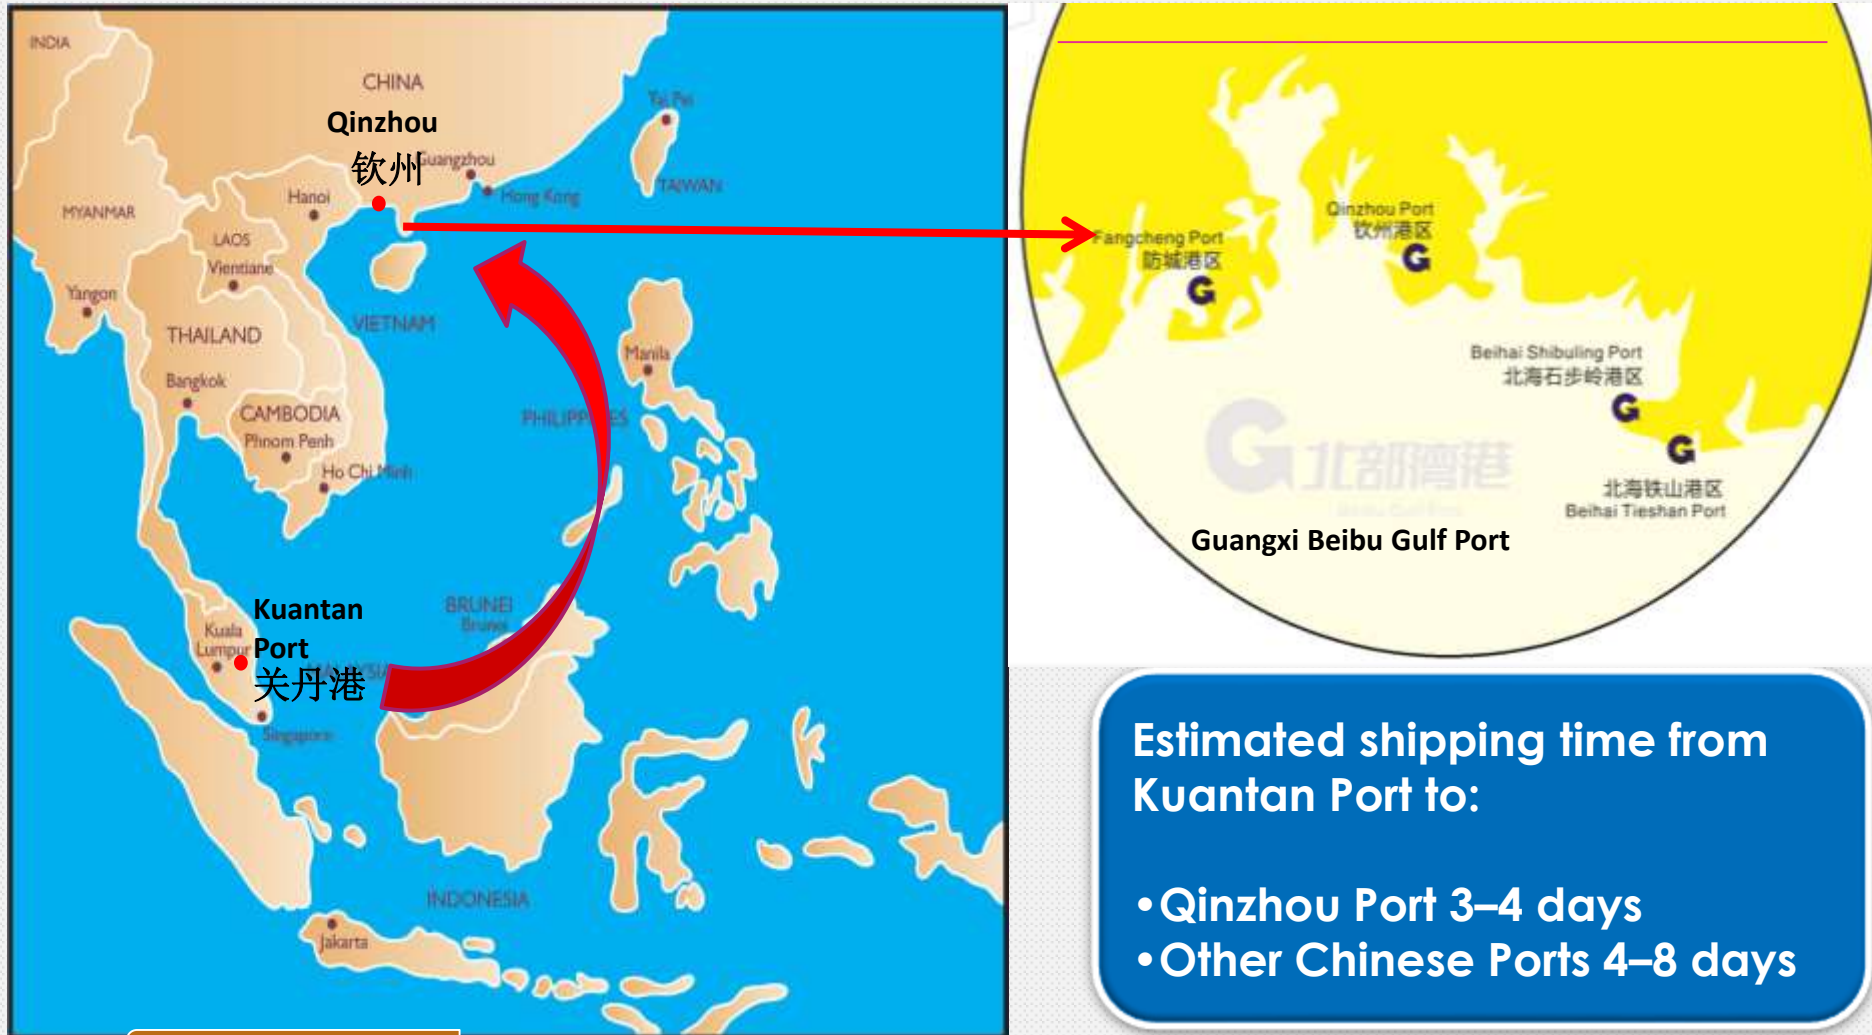 INDIA
CHINA
Qinzhou
钦州
Tai Pei
Guangzhou
Hong Kong
TAIWAN
Hanoi
MYANMAR
LAOS
Vientiane
Yangon
THAILAND
VIETNAM
Manila
Bangkok
CAMBODIA
Phnom Penh
PHILIPPINES
Ho Chi Minh
Kuantan
Port
关丹港
Kuala
Lumpur
BRUNEI
Brunei
MALAYSIA
Singapore
INDONESIA
Jakarta
Qinzhou Port
钦州港区
G
Fangcheng Port
防城港区
G
Beihai Shibuling Port
北海石步岭港区
G
G
北海铁山港区
Beihai Tieshan Port
G 北部湾港
Guangxi Beibu Gulf Port
Estimated shipping time from
Kuantan Port to:
•Qinzhou Port 3–4 days
•Other Chinese Ports 4–8 days